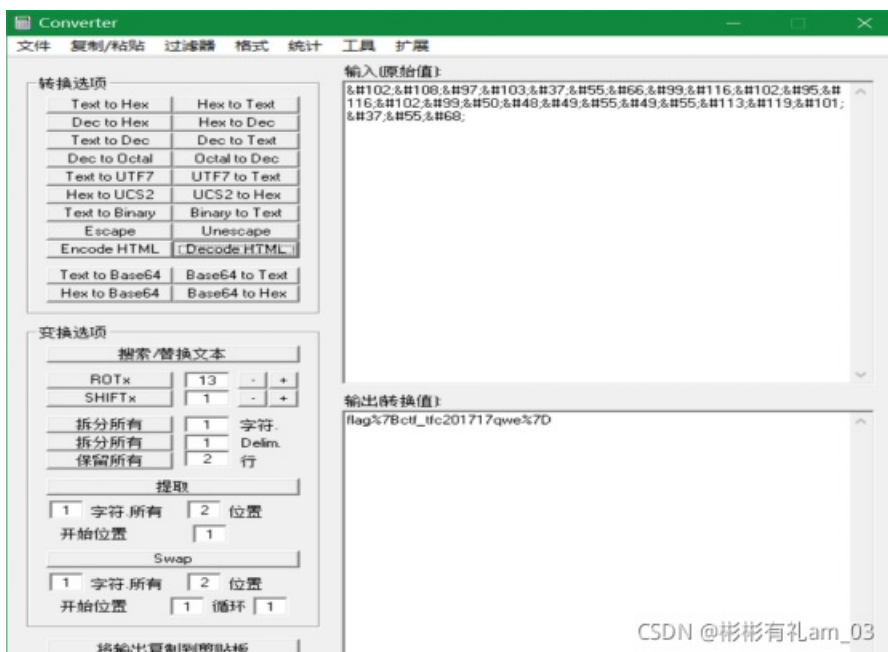 Converter
文件 复制/粘贴 过滤器 格式 统计 工具 扩展
转换选项
Text to Hex Hex to Text
Dec to Hex Hex to Dec
Text to Dec Dec to Text
Dec to Octal Octal to Dec
Text to UTF7 UTF7 to Text
Hex to UCS2 UCS2 to Hex
Text to Binary Binary to Text
Escape Unescape
Encode HTML Decode HTML
Text to Base64 Base64 to Text
Hex to Base64 Base64 to Hex
变换选项
搜索/替换文本
ROTx 13 - +
SHIFTx 1 - +
拆分所有 1 字符.
拆分所有 1 Delim.
保留所有 2 行
提取
1 字符.所有 2 位置
开始位置 1
Swap
1 字符.所有 2 位置
开始位置 1 循环 1
将输出复制到剪贴板
输入(原始值):
&#102;&#108;&#97;&#103;&#37;&#55;&#66;&#99;&#116;&#102;&#95;&#
116;&#102;&#99;&#50;&#48;&#49;&#55;&#49;&#55;&#113;&#119;&#101;
&#37;&#55;&#68;
输出(转换值):
flag%7Bctf_tfc201717qwe%7D
CSDN @彬彬有礼am_03